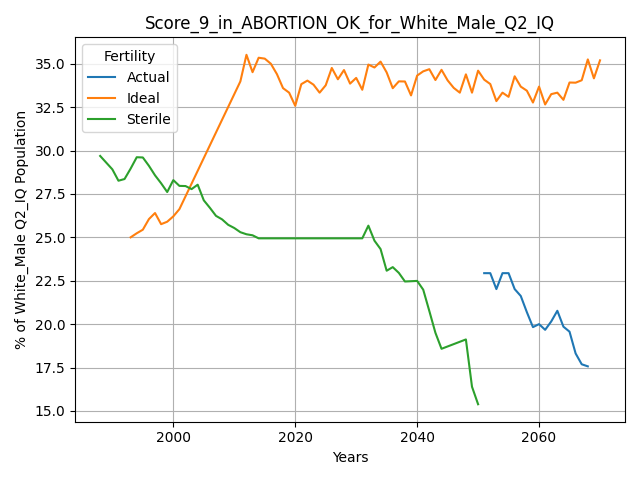 Score_9_in_ABORTION_OK_for_White_Male_Q2_IQ
Fertility
Actual
Ideal
Sterile
% of White_Male Q2_IQ Population
35.0
32.5
30.0
27.5
25.0
22.5
20.0
17.5
15.0
2000 2020 2040 2060
Years